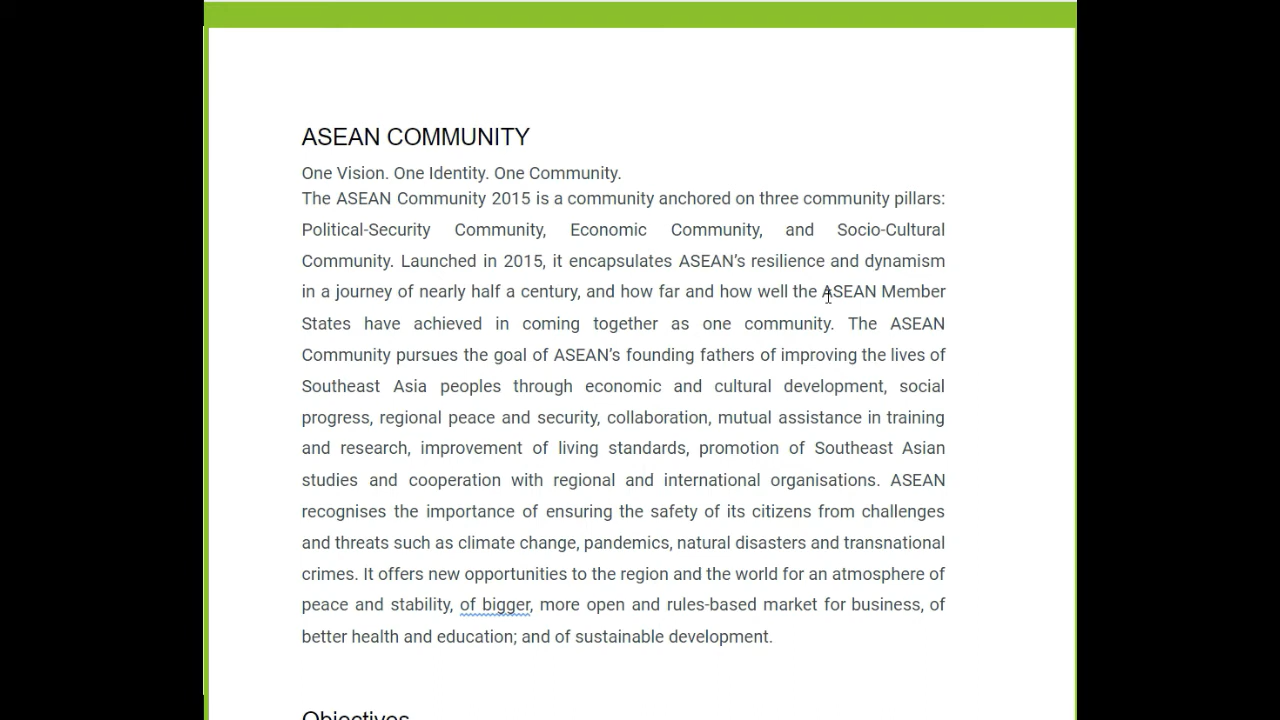 ASEAN COMMUNITY
One Vision. One Identity. One Community.
The ASEAN Community 2015 is a community anchored on three community pillars:
Political-Security Community, Economic Community, and Socio-Cultural
Community. Launched in 2015, it encapsulates ASEAN’s resilience and dynamism
in a journey of nearly half a century, and how far and how well the ASEAN Member
States have achieved in coming together as one community. The ASEAN
Community pursues the goal of ASEAN’s founding fathers of improving the lives of
Southeast Asia peoples through economic and cultural development, social
progress, regional peace and security, collaboration, mutual assistance in training
and research, improvement of living standards, promotion of Southeast Asian
studies and cooperation with regional and international organisations. ASEAN
recognises the importance of ensuring the safety of its citizens from challenges
and threats such as climate change, pandemics, natural disasters and transnational
crimes. It offers new opportunities to the region and the world for an atmosphere of
peace and stability, of bigger, more open and rules-based market for business, of
better health and education; and of sustainable development.
Objectives